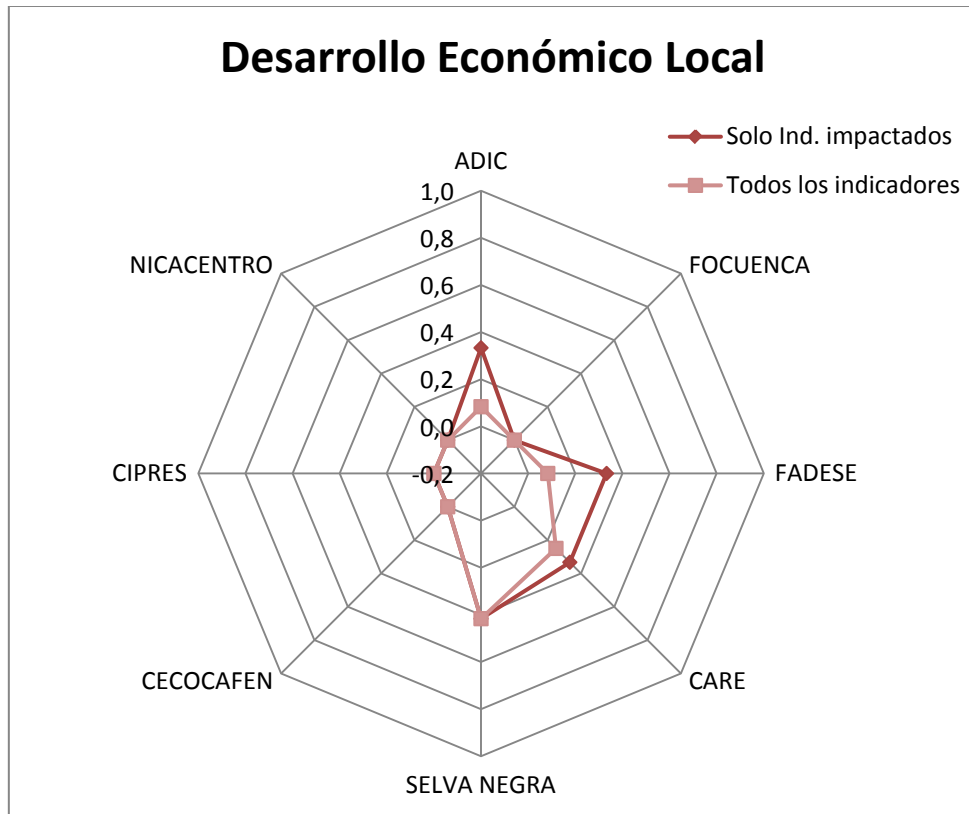 Desarrollo Económico Local
Solo Ind. impactados
Todos los indicadores
ADIC
1,0
0,8
0,6
0,4
0,2
0,0
-0,2
NICACENTRO
FOCUENCA
CIPRES
FADESE
CECOCAFEN
CARE
SELVA NEGRA